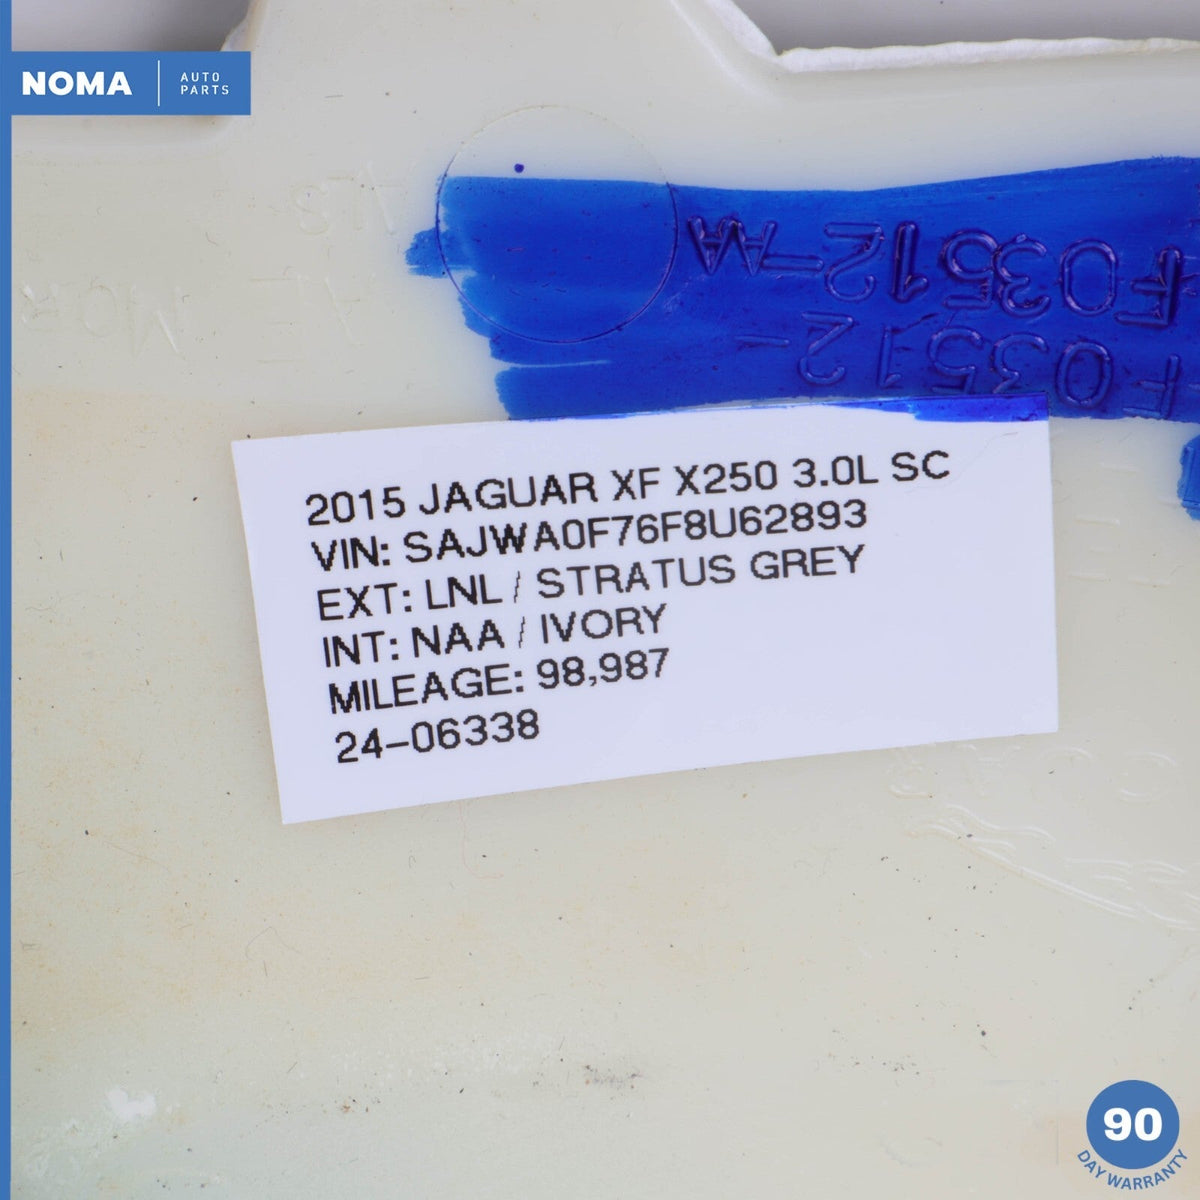 NOMA
AUTO
PARTS
F03512-AA
F03512-
2015 JAGUAR XF X250 3.0L SC
VIN: SAJWA0F76F8U62893
EXT: LNL / STRATUS GREY
INT: NAA / IVORY
MILEAGE: 98,987
24-06338
90
DAY WARRANTY